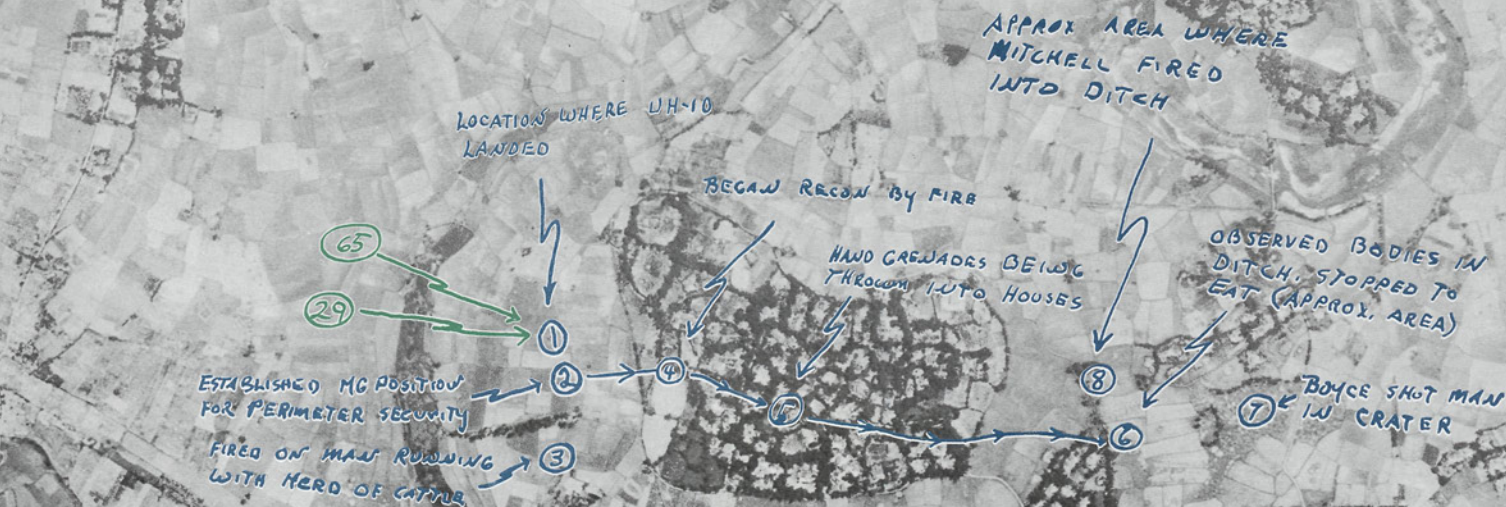 APPROX AREA WHERE
MITCHELL FIRED
INTO DITCH
LOCATION WHERE UH-1D
LANDED
BEGAN RECON BY FIRE
HAND GRENADES BEING
THROWN INTO HOUSES
OBSERVED BODIES IN
DITCH, STOPPED TO
EAT (APPROX. AREA)
65
29
1
2
4
8
5
6
7
BOYCE SHOT MAN
IN CRATER
ESTABLISHED MG POSITION
FOR PERIMETER SECURITY
3
FIRED ON MAN RUNNING
WITH HERD OF CATTLE